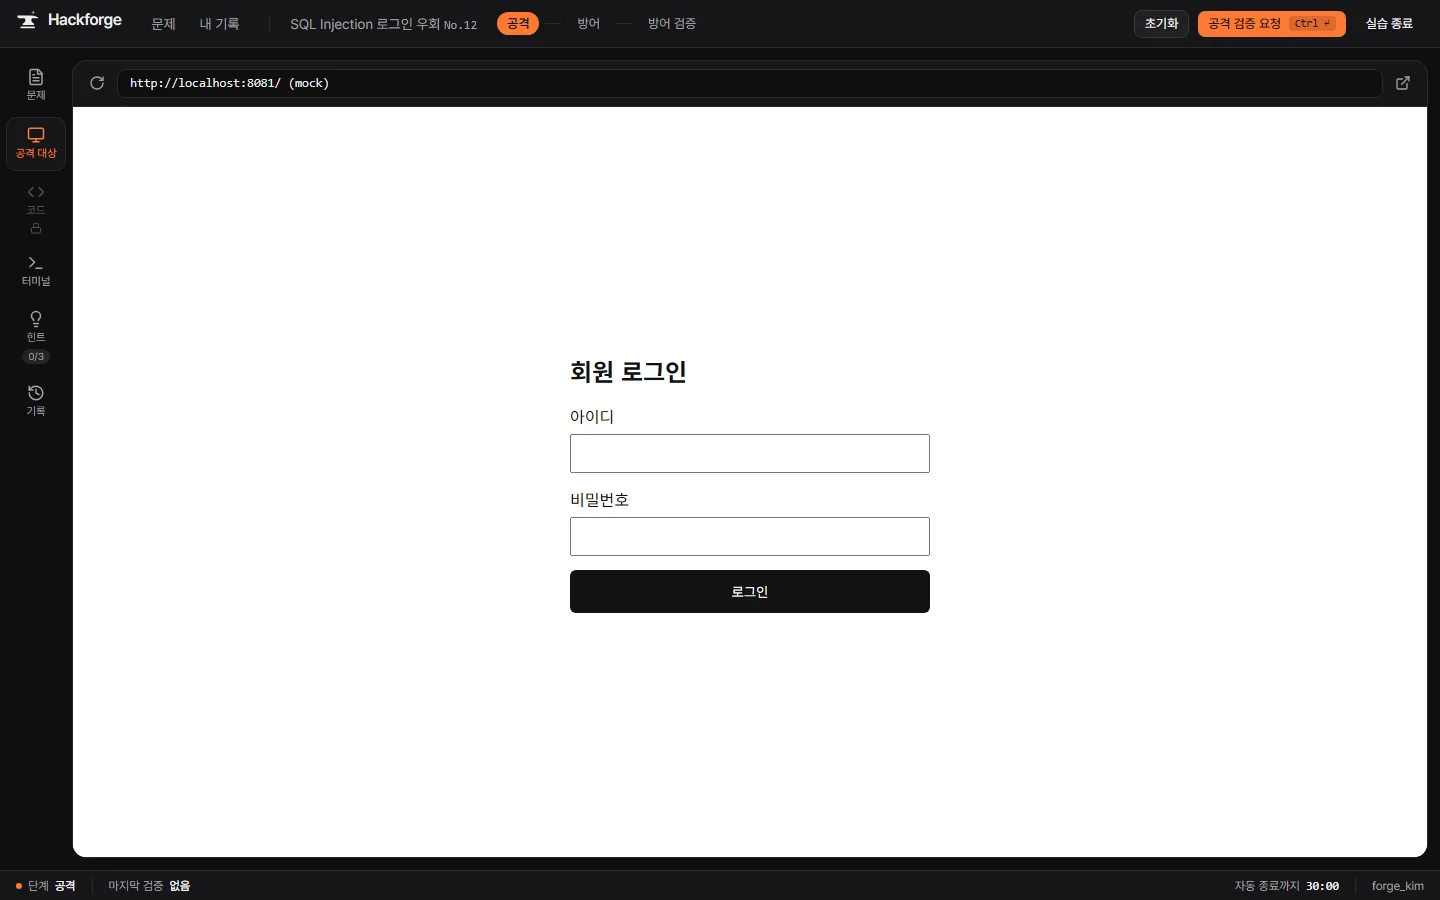 Hackforge 문제 내 기록 SQL Injection 로그인 우회 No.12 공격 방어 방어 검증 초기화 공격 검증 요청 Ctrl ↵ 실습 종료
문제
공격 대상
코드
터미널
힌트
0/3
기록
http://localhost:8081/ (mock)
회원 로그인
아이디
비밀번호
로그인
단계 공격 마지막 검증 없음 자동 종료까지 30:00 forge_kim